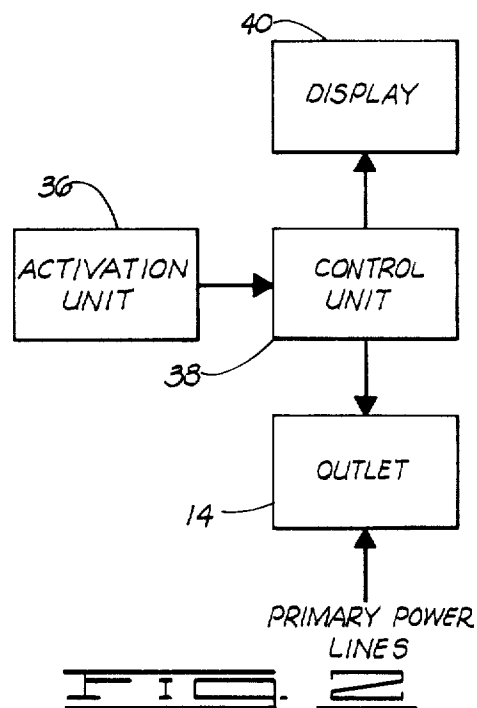 40
DISPLAY
36
ACTIVATION
UNIT
CONTROL
UNIT
38
OUTLET
14
PRIMARY POWER
LINES
FIG. 2